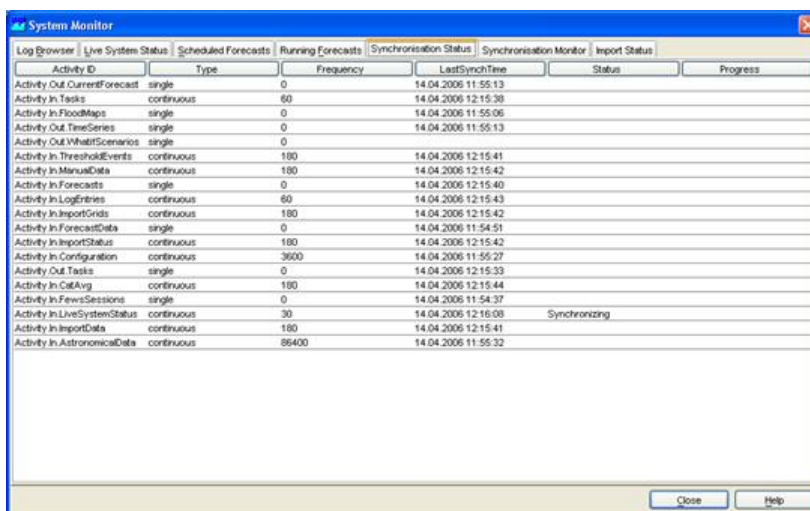 System Monitor
Log Browser Live System Status Scheduled Forecasts Running Forecasts Synchronisation Status Synchronisation Monitor Import Status
Activity ID Type Frequency LastSynchTime Status Progress
Activity.Out.CurrentForecast single 0 14.04.2006 11:55:13
Activity.In.Tasks continuous 60 14.04.2006 12:15:38
Activity.In.FloodMaps single 0 14.04.2006 11:55:06
Activity.Out.TimeSeries single 0 14.04.2006 11:55:13
Activity.Out.WhatifScenarios single 0
Activity.In.ThresholdEvents continuous 180 14.04.2006 12:15:41
Activity.In.ManualData continuous 180 14.04.2006 12:15:42
Activity.In.Forecasts single 0 14.04.2006 12:15:40
Activity.In.LogEntries continuous 60 14.04.2006 12:15:43
Activity.In.ImportGrids continuous 180 14.04.2006 12:15:42
Activity.In.ForecastData single 0 14.04.2006 11:54:51
Activity.In.ImportStatus continuous 180 14.04.2006 12:15:42
Activity.In.Configuration continuous 3600 14.04.2006 11:55:27
Activity.Out.Tasks single 0 14.04.2006 12:15:33
Activity.In.CatAvg continuous 180 14.04.2006 12:15:44
Activity.In.FewsSessions single 0 14.04.2006 11:54:37
Activity.In.LiveSystemStatus continuous 30 14.04.2006 12:16:08 Synchronizing
Activity.In.ImportData continuous 180 14.04.2006 12:15:41
Activity.In.AstronomicalData continuous 86400 14.04.2006 11:55:32
Close Help